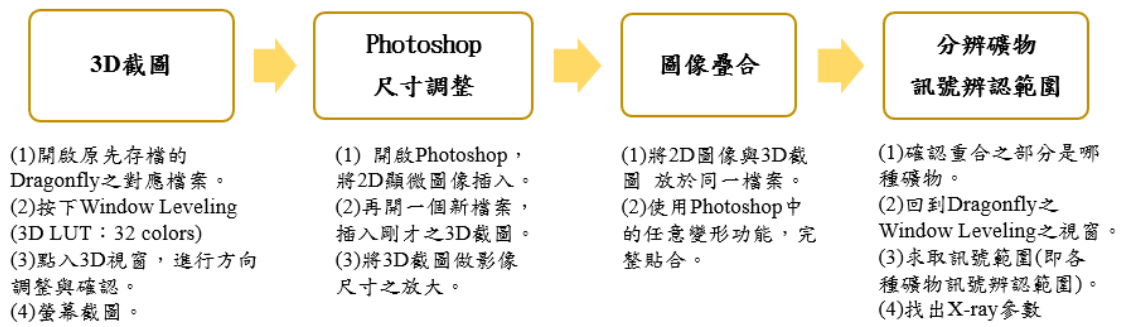 3D截圖
(1)開啟原先存檔的
Dragonfly之對應檔案。
(2)按下Window Leveling
(3D LUT：32 colors)
(3)點入3D視窗，進行方向
調整與確認。
(4)螢幕截圖。
Photoshop
尺寸調整
(1) 開啟Photoshop，
將2D顯微圖像插入。
(2)再開一個新檔案，
插入剛才之3D截圖。
(3)將3D截圖做影像
尺寸之放大。
圖像疊合
(1)將2D圖像與3D截
圖 放於同一檔案。
(2)使用Photoshop中
的任意變形功能，完
整貼合。
分辨礦物
訊號辨認範圍
(1)確認重合之部分是哪
種礦物。
(2)回到Dragonfly之
Window Leveling之視窗。
(3)求取訊號範圍(即各
種礦物訊號辨認範圍)。
(4)找出X-ray參數